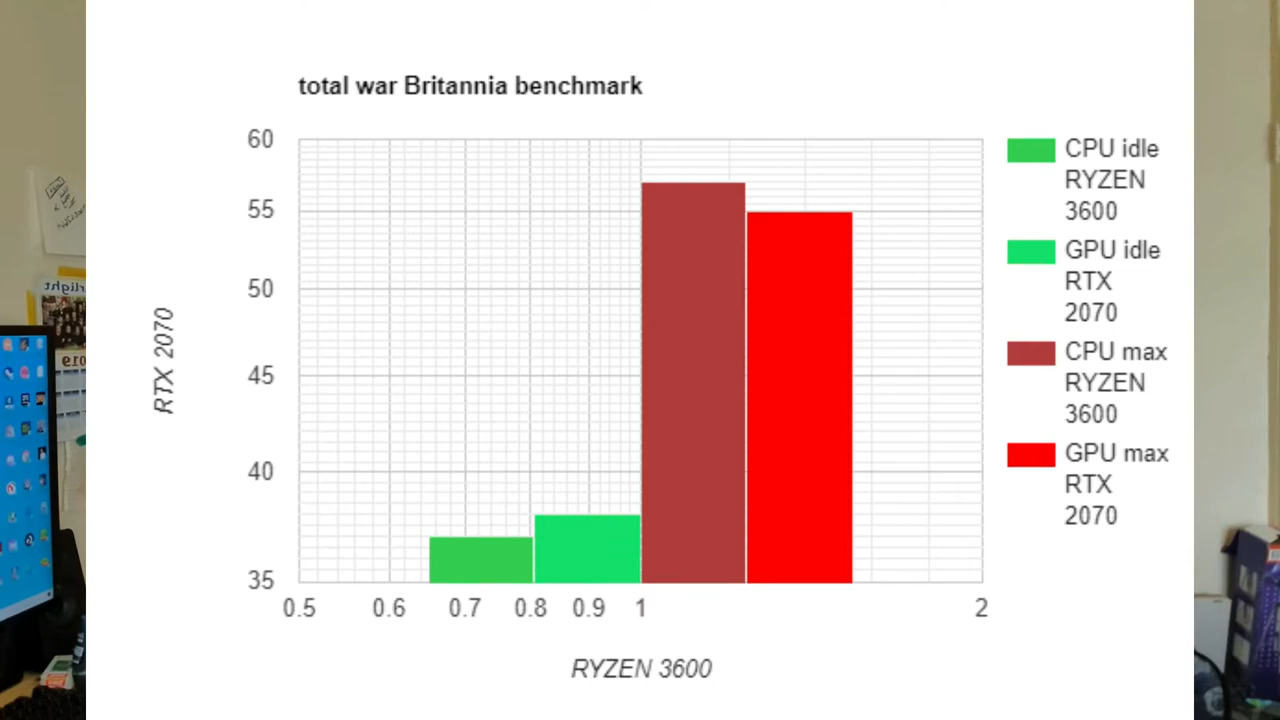 total war Britannia benchmark
60
55
50
45
40
35
RTX 2070
0.5 0.6 0.7 0.8 0.9 1 2
RYZEN 3600
CPU idle
RYZEN
3600
GPU idle
RTX
2070
CPU max
RYZEN
3600
GPU max
RTX
2070
rlight
2019